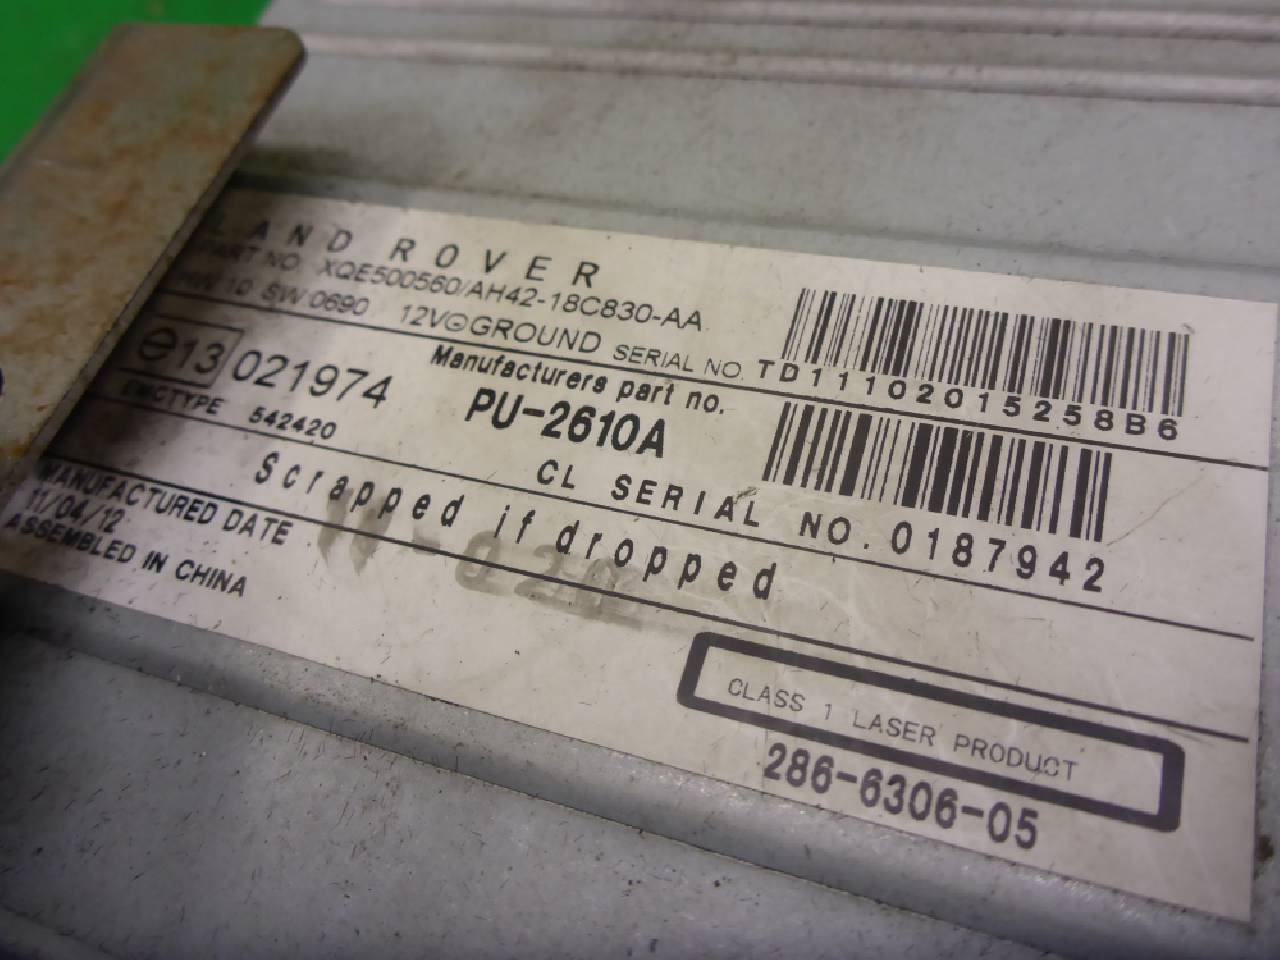 LAND ROVER
PART NO. XQE500560/AH42-18C830-AA
HW 10 SW 0690 12V⊖GROUND SERIAL NO. TD11102015258B6
e13 021974 Manufacturers part no.
PU-2610A
EMCTYPE 542420
CL SERIAL NO. 0187942
Scrapped if dropped
MANUFACTURED DATE
11/04/12
ASSEMBLED IN CHINA
CLASS 1 LASER PRODUCT
286-6306-05